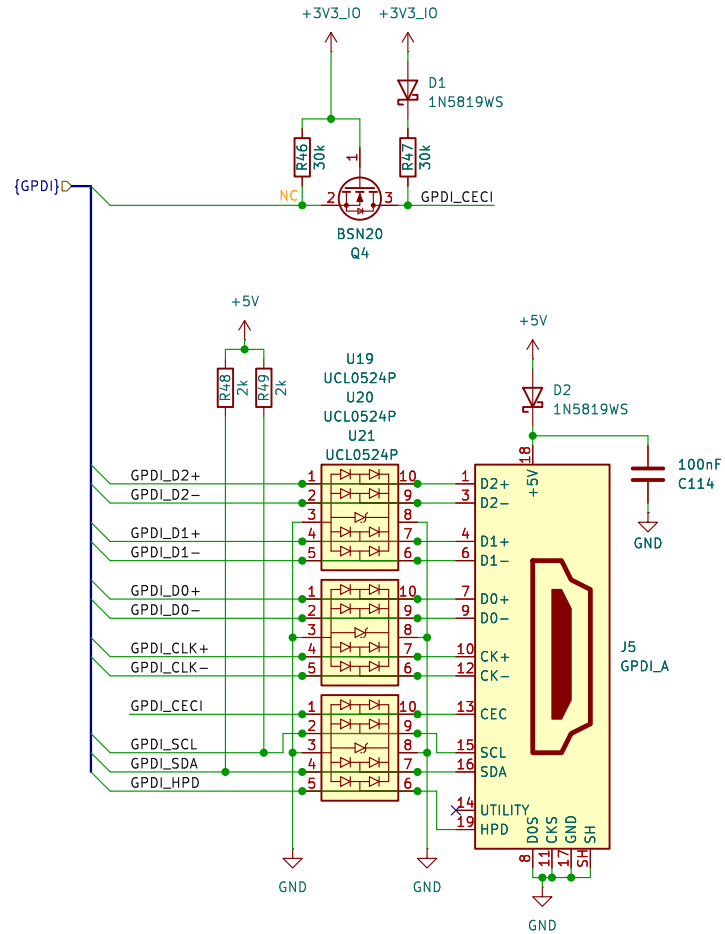 +3V3_IO +3V3_IO
D1
1N5819WS
R46 30k
1
R47 30k
{GPDI}
NC 2 3 GPDI_CECI
BSN20
Q4
+5V
+5V
R48 2k
R49 2k
D2
1N5819WS
U19
UCL0524P
U20
UCL0524P
U21
UCL0524P
18
+5V
100nF
C114
GND
GPDI_D2+ 1 10 1 D2+
GPDI_D2- 2 9 3 D2-
3 8
GPDI_D1+ 4 7 4 D1+
GPDI_D1- 5 6 6 D1-
GPDI_D0+ 1 10 7 D0+
GPDI_D0- 2 9 9 D0-
3 8
GPDI_CLK+ 4 7 10 CK+
GPDI_CLK- 5 6 12 CK-
J5
GPDI_A
GPDI_CECI 1 10 13 CEC
2 9
GPDI_SCL 3 8 15 SCL
GPDI_SDA 4 7 16 SDA
GPDI_HPD 5 6
14 UTILITY
19 HPD
D0S CKS GND SH
8 11 17 SH
GND GND
GND